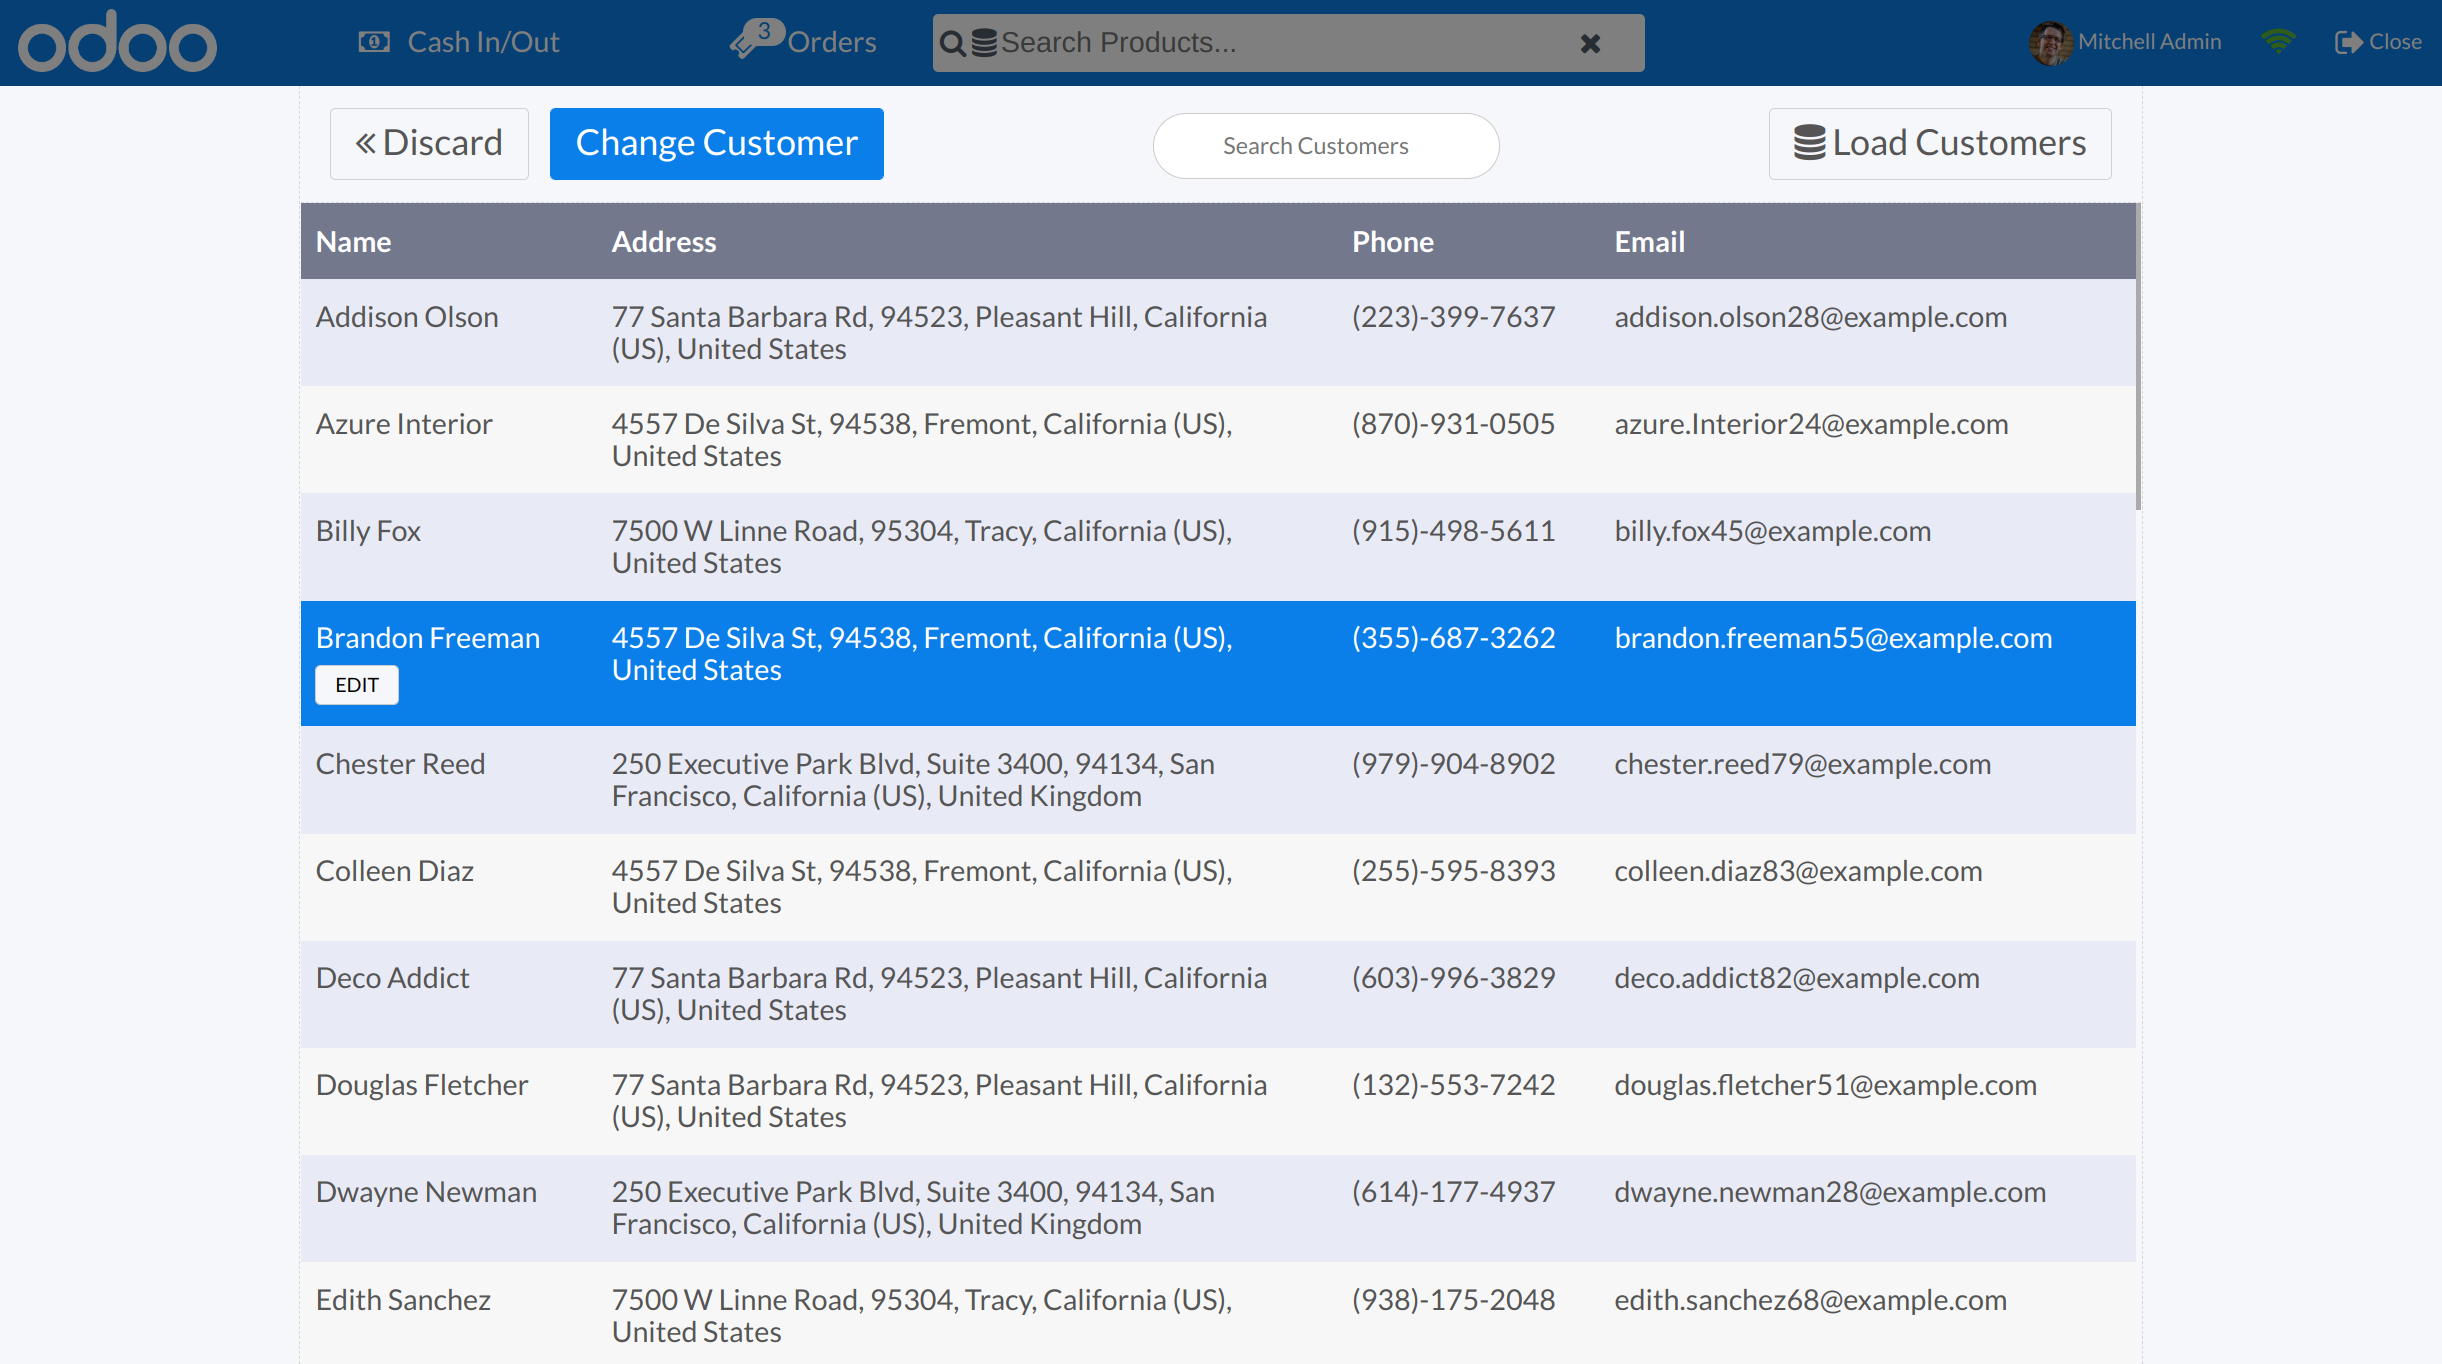 odoo Cash In/Out 3 Orders Search Products... Mitchell Admin Close
Discard Change Customer Search Customers Load Customers
Name Address Phone Email
Addison Olson 77 Santa Barbara Rd, 94523, Pleasant Hill, California (223)-399-7637 addison.olson28@example.com
(US), United States
Azure Interior 4557 De Silva St, 94538, Fremont, California (US), (870)-931-0505 azure.Interior24@example.com
United States
Billy Fox 7500 W Linne Road, 95304, Tracy, California (US), (915)-498-5611 billy.fox45@example.com
United States
Brandon Freeman 4557 De Silva St, 94538, Fremont, California (US), (355)-687-3262 brandon.freeman55@example.com
United States
EDIT
Chester Reed 250 Executive Park Blvd, Suite 3400, 94134, San (979)-904-8902 chester.reed79@example.com
Francisco, California (US), United Kingdom
Colleen Diaz 4557 De Silva St, 94538, Fremont, California (US), (255)-595-8393 colleen.diaz83@example.com
United States
Deco Addict 77 Santa Barbara Rd, 94523, Pleasant Hill, California (603)-996-3829 deco.addict82@example.com
(US), United States
Douglas Fletcher 77 Santa Barbara Rd, 94523, Pleasant Hill, California (132)-553-7242 douglas.fletcher51@example.com
(US), United States
Dwayne Newman 250 Executive Park Blvd, Suite 3400, 94134, San (614)-177-4937 dwayne.newman28@example.com
Francisco, California (US), United Kingdom
Edith Sanchez 7500 W Linne Road, 95304, Tracy, California (US), (938)-175-2048 edith.sanchez68@example.com
United States